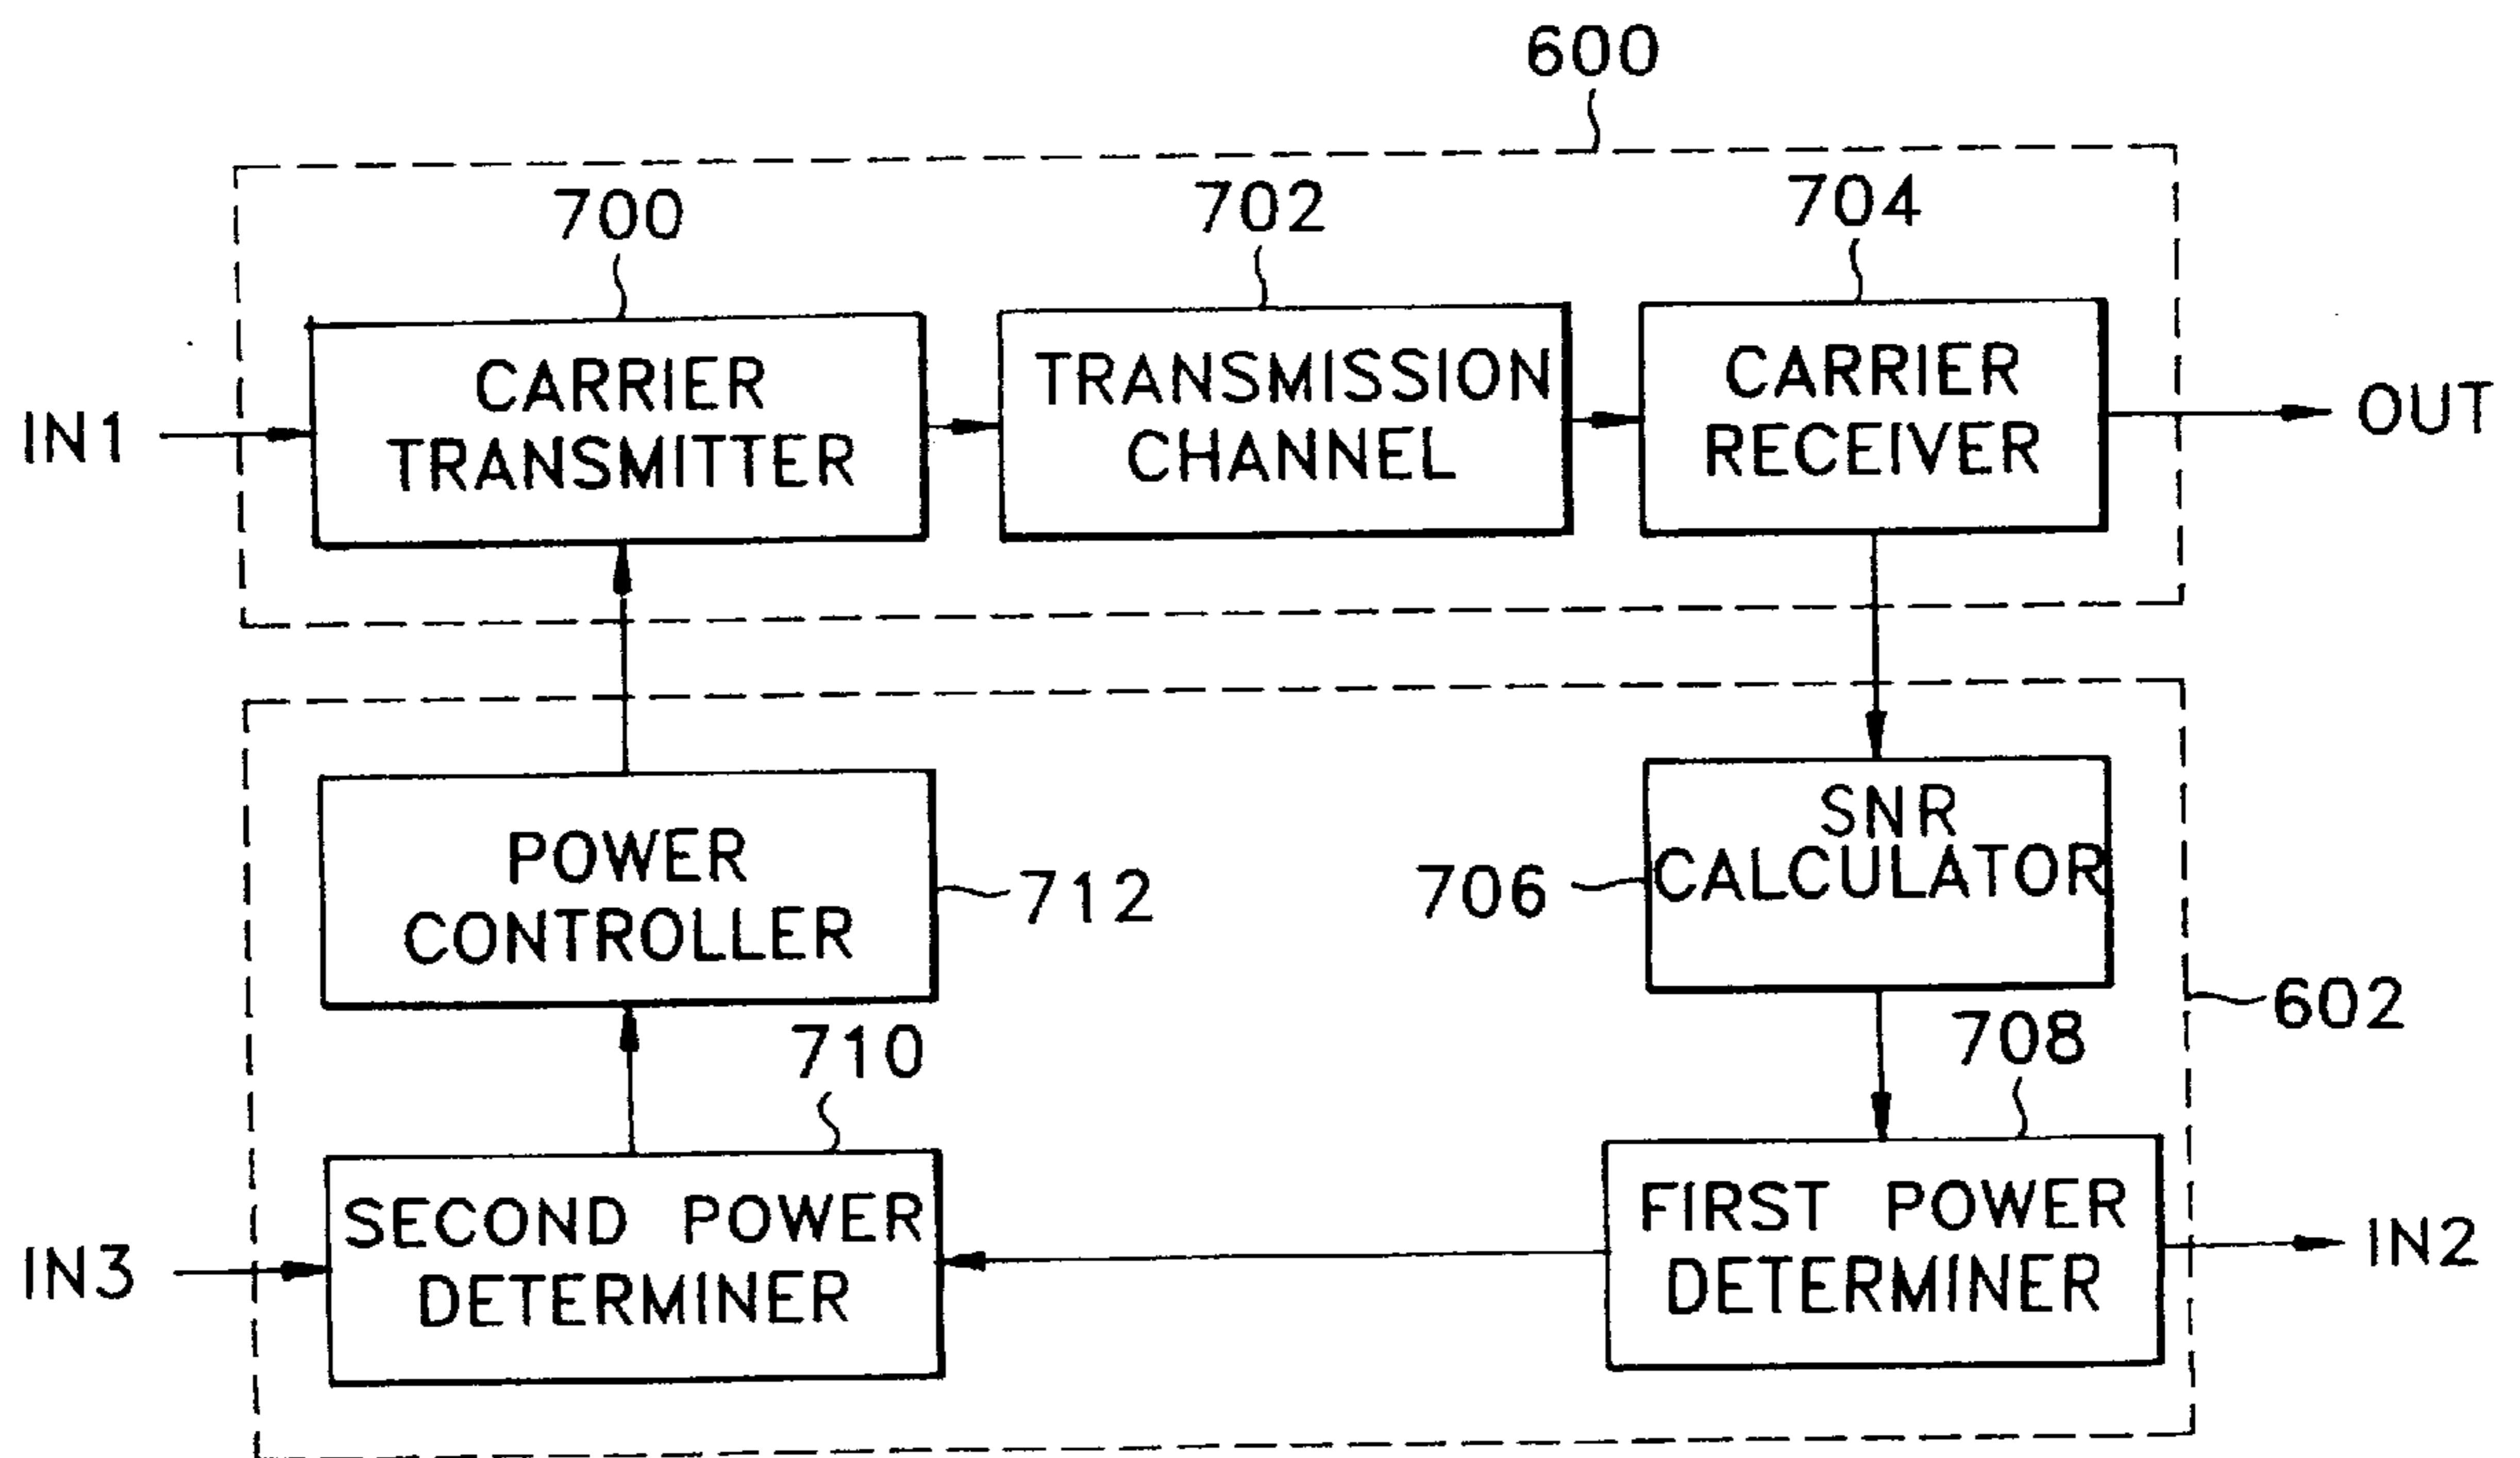 600
700
702
704
CARRIER
TRANSMITTER
TRANSMISSION
CHANNEL
CARRIER
RECEIVER
IN1
OUT
POWER
CONTROLLER
712
706
SNR
CALCULATOR
602
710
708
SECOND POWER
DETERMINER
FIRST POWER
DETERMINER
IN3
IN2